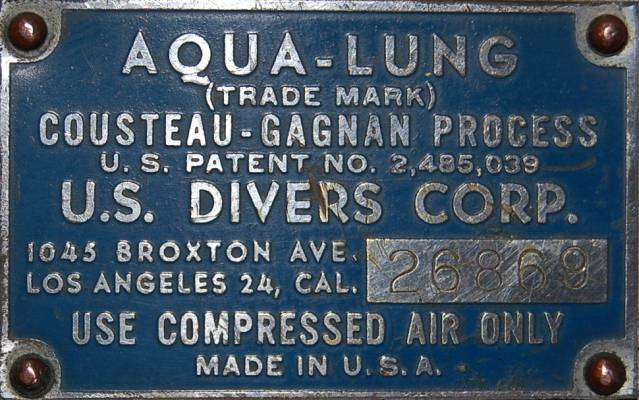 AQUA-LUNG
(TRADE MARK)
COUSTEAU-GAGNAN PROCESS
U.S. PATENT NO. 2,485,039
U.S. DIVERS CORP.
1045 BROXTON AVE.
LOS ANGELES 24, CAL.
26869
USE COMPRESSED AIR ONLY
MADE IN U.S.A.